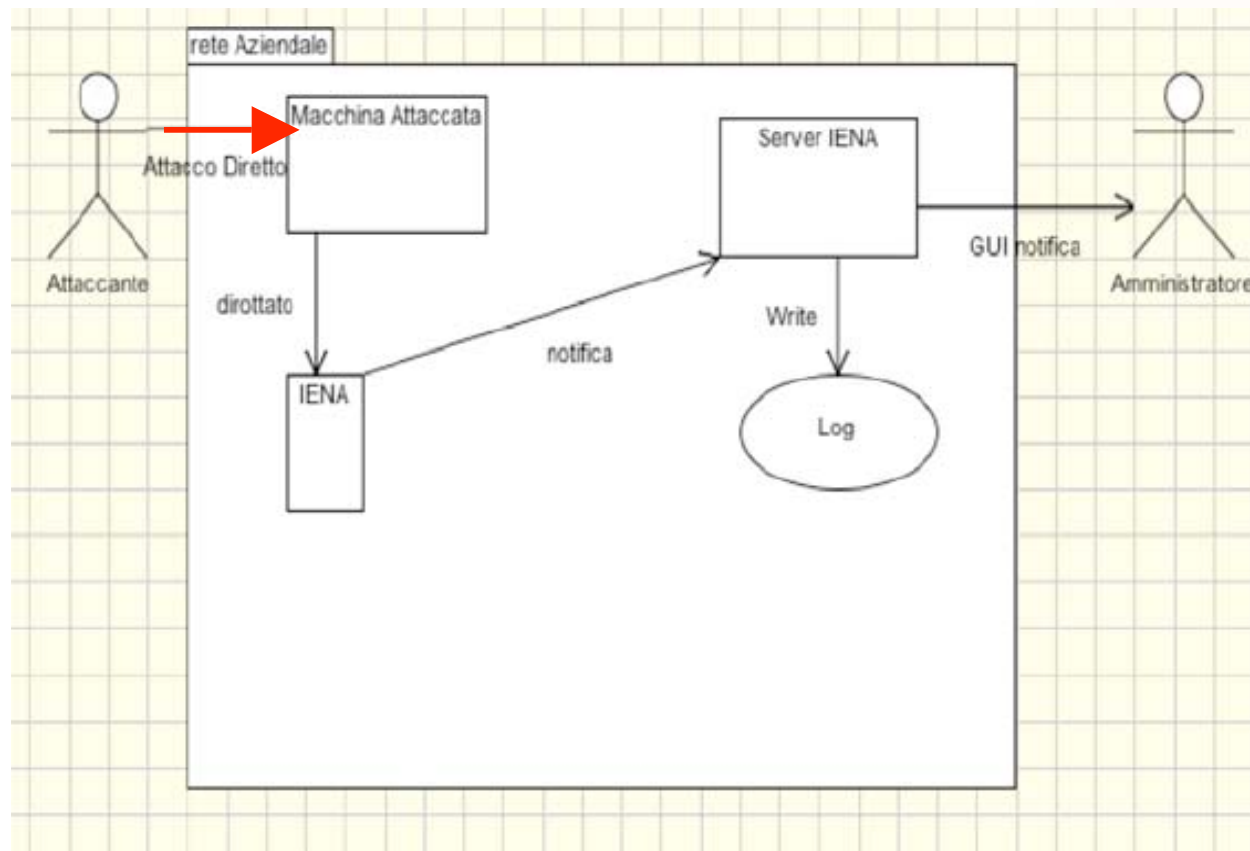 rete Aziendale
Macchina Attaccata
Server IENA
Attacco Diretto
GUI notifica
Attaccante
Amministratore
dirottato
Write
notifica
IENA
Log